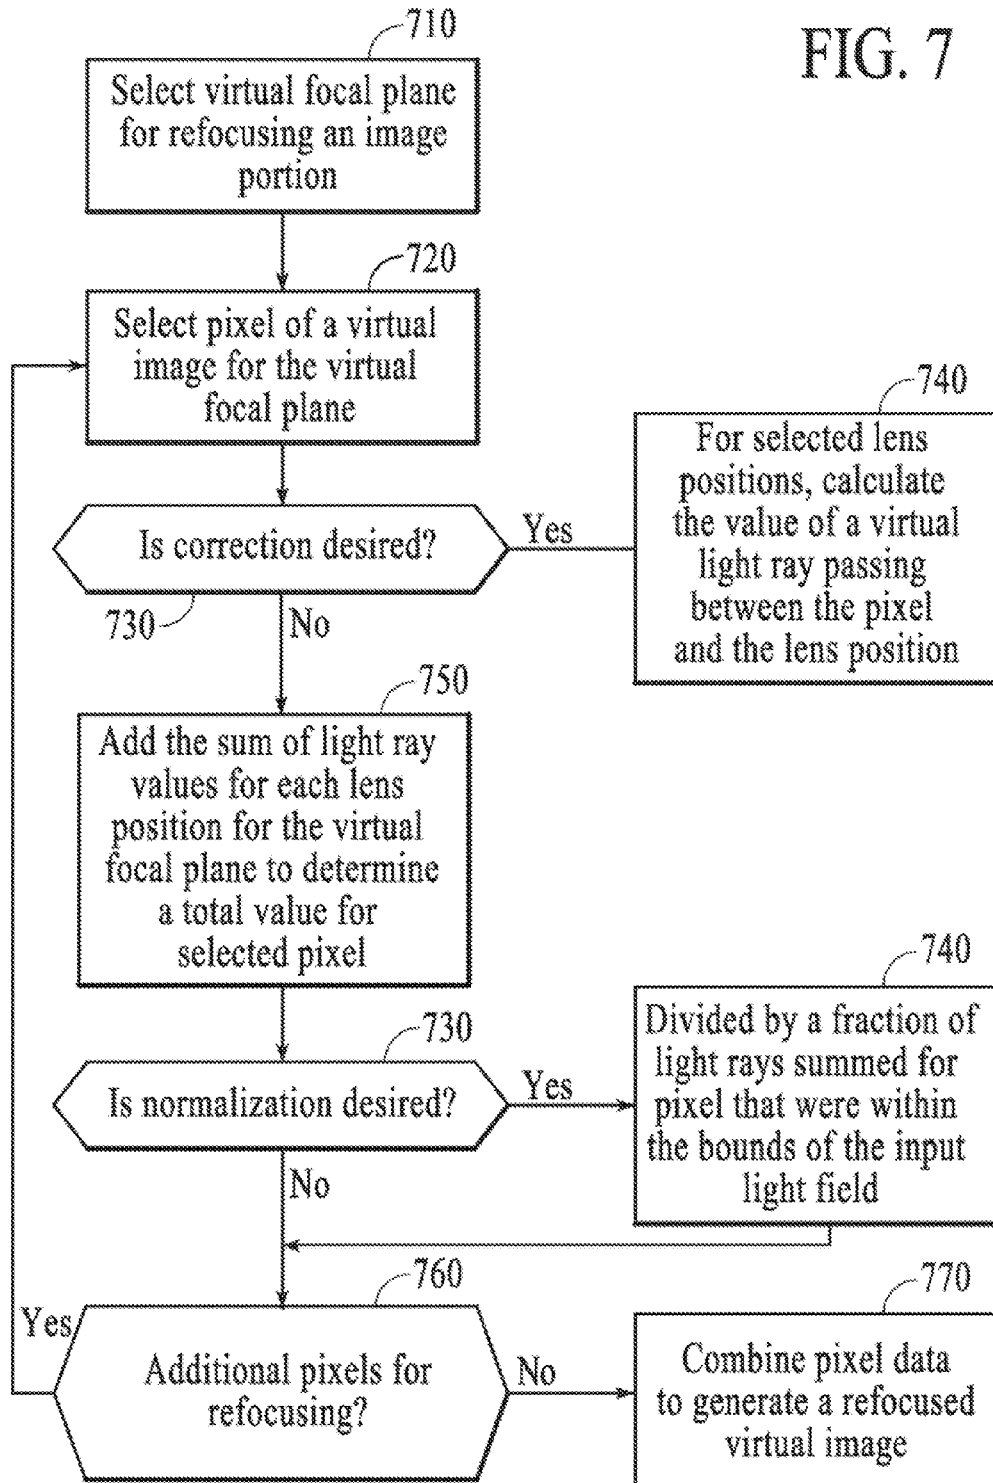 FIG. 7
710
Select virtual focal plane
for refocusing an image
portion
720
Select pixel of a virtual
image for the virtual
focal plane
730
Is correction desired?
Yes
No
740
For selected lens
positions, calculate
the value of a virtual
light ray passing
between the pixel
and the lens position
750
Add the sum of light ray
values for each lens
position for the virtual
focal plane to determine
a total value for
selected pixel
730
Is normalization desired?
Yes
No
740
Divided by a fraction of
light rays summed for
pixel that were within
the bounds of the input
light field
760
Additional pixels for
refocusing?
Yes
No
770
Combine pixel data
to generate a refocused
virtual image